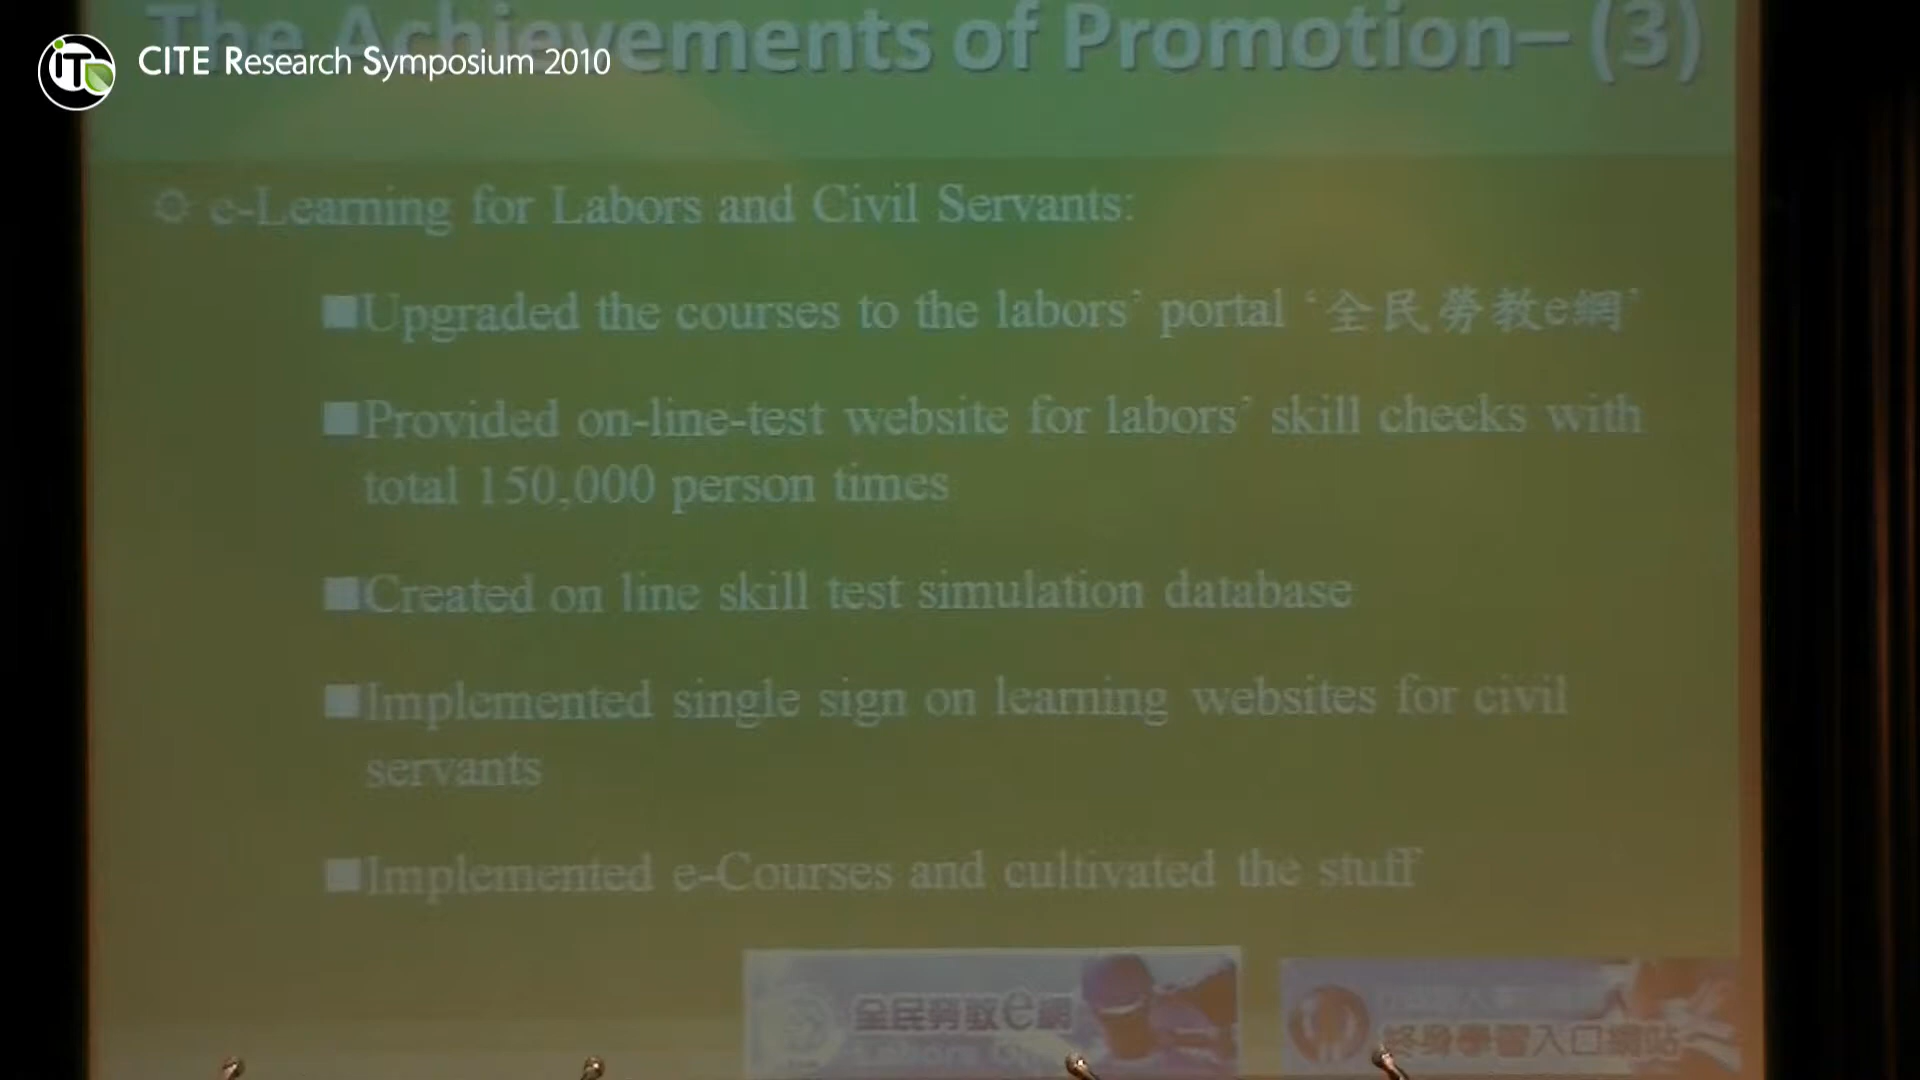 The Achievements of Promotion– (3)
iTe
CITE Research Symposium 2010
e-Learning for Labors and Civil Servants:
Upgraded the courses to the labors’ portal ‘全民勞教e網’
Provided on-line-test website for labors’ skill checks with
total 150,000 person times
Created on line skill test simulation database
Implemented single sign on learning websites for civil
servants
Implemented e-Courses and cultivated the stuff
全民勞教e網
終身學習入口網站